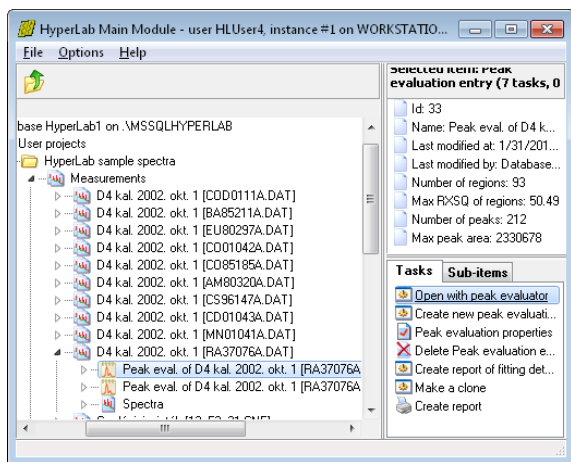 HyperLab Main Module - user HLUser4, instance #1 on WORKSTATIO...
File Options Help
base HyperLab1 on .\MSSQLHYPERLAB
User projects
HyperLab sample spectra
Measurements
D4 kal. 2002. okt. 1 [COD0111A.DAT]
D4 kal. 2002. okt. 1 [BA85211A.DAT]
D4 kal. 2002. okt. 1 [EU80297A.DAT]
D4 kal. 2002. okt. 1 [CO01042A.DAT]
D4 kal. 2002. okt. 1 [CO85185A.DAT]
D4 kal. 2002. okt. 1 [AM80320A.DAT]
D4 kal. 2002. okt. 1 [CS96147A.DAT]
D4 kal. 2002. okt. 1 [CD01043A.DAT]
D4 kal. 2002. okt. 1 [MN01041A.DAT]
D4 kal. 2002. okt. 1 [RA37076A.DAT]
Peak eval. of D4 kal. 2002. okt. 1 [RA37076A
Peak eval. of D4 kal. 2002. okt. 1 [RA37076A
Spectra
Selected item: Peak
evaluation entry (7 tasks, 0
Id: 33
Name: Peak eval. of D4 k...
Last modified at: 1/31/201...
Last modified by: Database...
Number of regions: 93
Max RXSQ of regions: 50.49
Number of peaks: 212
Max peak area: 2330678
Tasks Sub-items
Open with peak evaluator
Create new peak evaluati...
Peak evaluation properties
Delete Peak evaluation e...
Create report of fitting det...
Make a clone
Create report